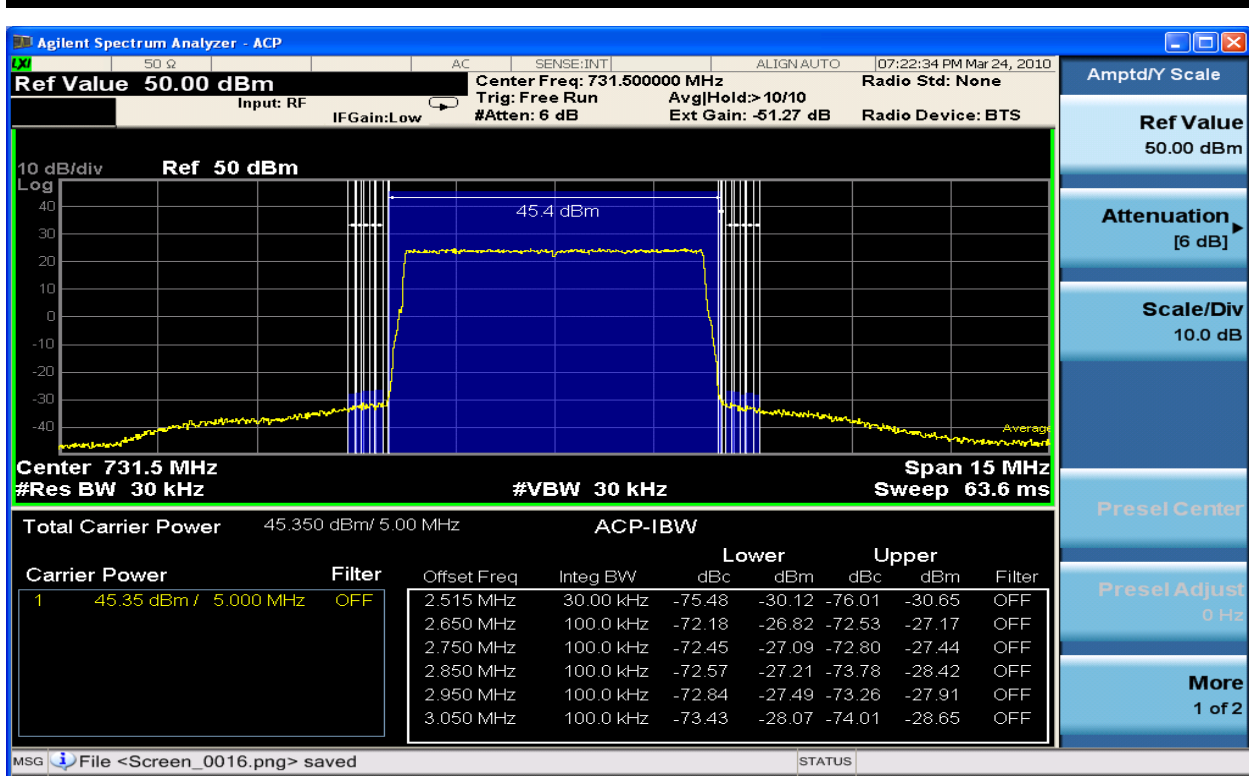 Agilent Spectrum Analyzer - ACP
LXI 50 Ω AC SENSE:INT ALIGN AUTO 07:22:34 PM Mar 24, 2010
Ref Value 50.00 dBm
Input: RF
IFGain:Low
Center Freq: 731.500000 MHz
Trig: Free Run Avg|Hold:> 10/10
#Atten: 6 dB Ext Gain: -51.27 dB
Radio Std: None
Radio Device: BTS
10 dB/div Ref 50 dBm
Log
40
30
20
10
0
-10
-20
-30
-40
45.4 dBm
Average
Center 731.5 MHz Span 15 MHz
#Res BW 30 kHz #VBW 30 kHz Sweep 63.6 ms
Total Carrier Power 45.350 dBm/ 5.00 MHz ACP-IBW
Lower Upper
Carrier Power Filter Offset Freq Integ BW dBc dBm dBc dBm Filter
1 45.35 dBm / 5.000 MHz OFF 2.515 MHz 30.00 kHz -75.48 -30.12 -76.01 -30.65 OFF
2.650 MHz 100.0 kHz -72.18 -26.82 -72.53 -27.17 OFF
2.750 MHz 100.0 kHz -72.45 -27.09 -72.80 -27.44 OFF
2.850 MHz 100.0 kHz -72.57 -27.21 -73.78 -28.42 OFF
2.950 MHz 100.0 kHz -72.84 -27.49 -73.26 -27.91 OFF
3.050 MHz 100.0 kHz -73.43 -28.07 -74.01 -28.65 OFF
MSG File <Screen_0016.png> saved STATUS
Amptd/Y Scale
Ref Value
50.00 dBm
Attenuation
[6 dB]
Scale/Div
10.0 dB
Presel Center
Presel Adjust
0 Hz
More
1 of 2